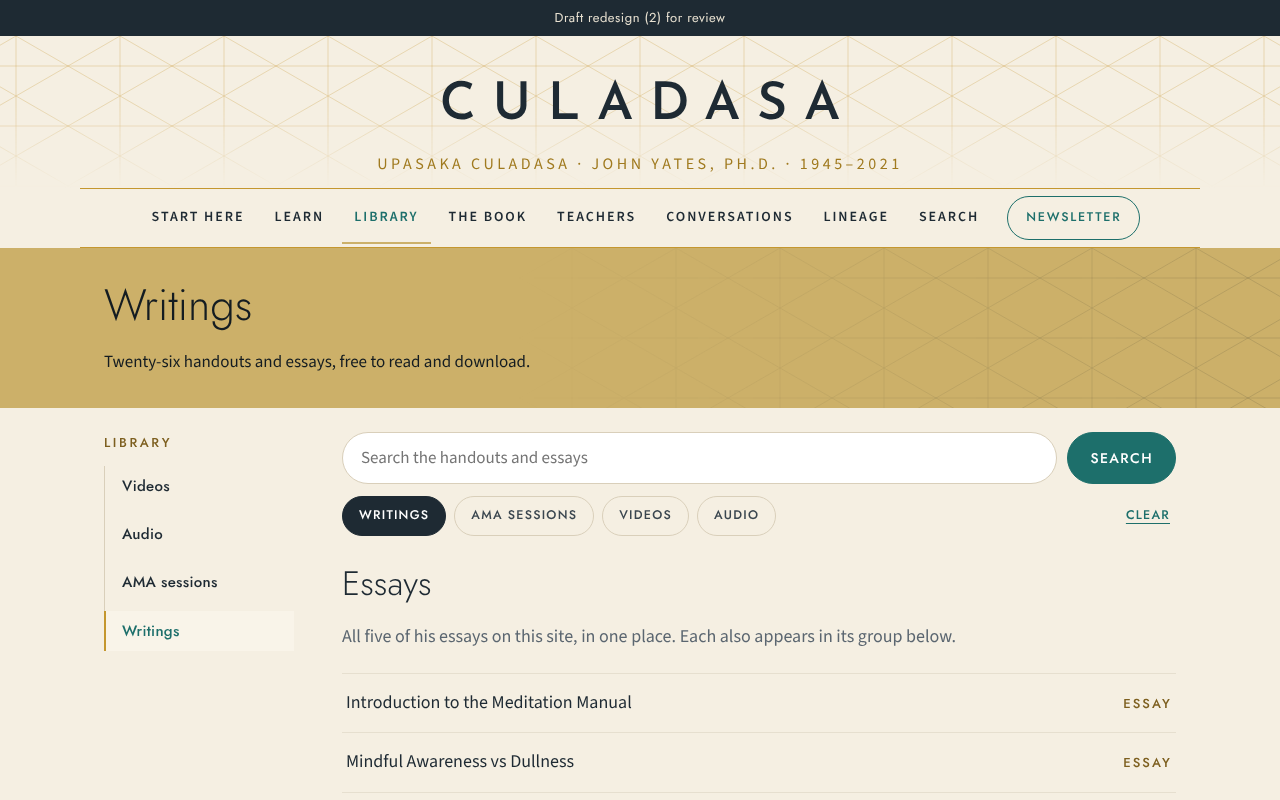 Draft redesign (2) for review
CULADASA
UPASAKA CULADASA · JOHN YATES, PH.D. · 1945–2021
START HERE LEARN LIBRARY THE BOOK TEACHERS CONVERSATIONS LINEAGE SEARCH NEWSLETTER
Writings
Twenty-six handouts and essays, free to read and download.
LIBRARY
Videos
Audio
AMA sessions
Writings
Search the handouts and essays SEARCH
WRITINGS AMA SESSIONS VIDEOS AUDIO CLEAR
Essays
All five of his essays on this site, in one place. Each also appears in its group below.
Introduction to the Meditation Manual ESSAY
Mindful Awareness vs Dullness ESSAY